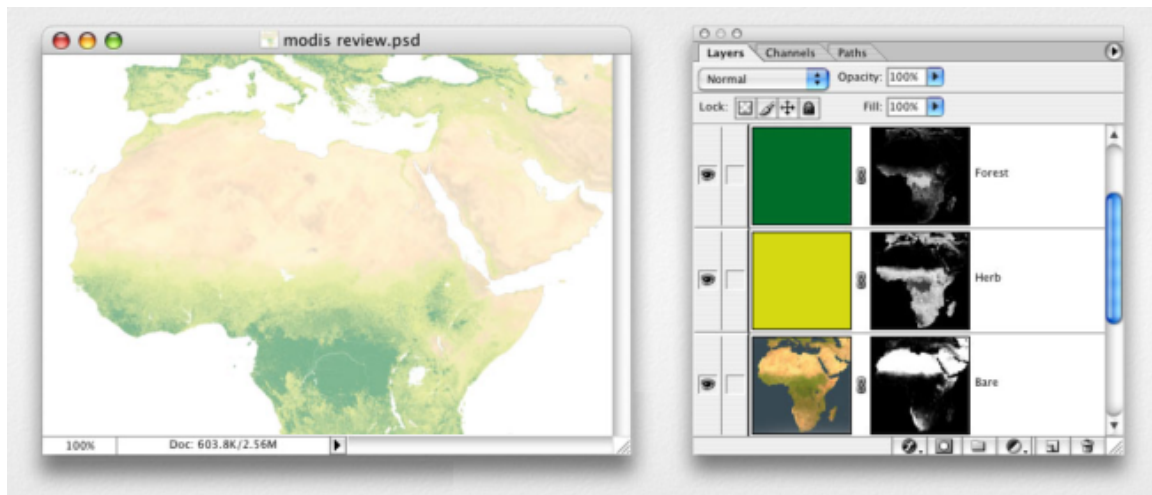 modis review.psd
100%
Doc: 603.8K/2.56M
Layers Channels Paths
Normal Opacity: 100%
Lock: Fill: 100%
Forest
Herb
Bare